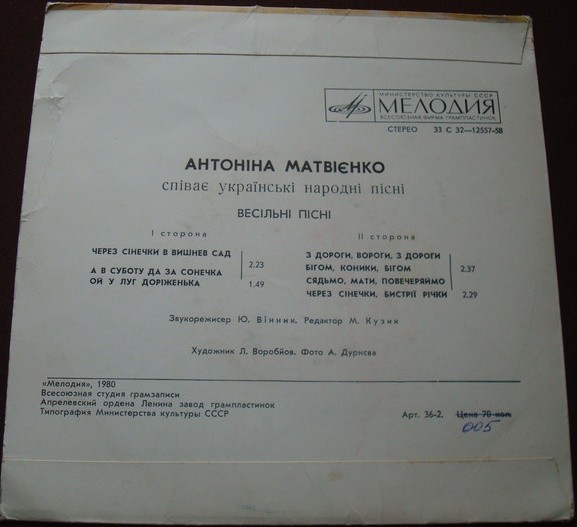 МИНИСТЕРСТВО КУЛЬТУРЫ СССР
МЕЛОДИЯ
ВСЕСОЮЗНАЯ ФИРМА ГРАМПЛАСТИНОК
СТЕРЕО 33 С 32—12557-58
АНТОНІНА МАТВІЄНКО
співає українські народні пісні
ВЕСІЛЬНІ ПІСНІ
І сторона
ЧЕРЕЗ СІНЕЧКИ В ВИШНЕВ САД
2.23
А В СУБОТУ ДА ЗА СОНЕЧКА
ОЙ У ЛУГ ДОРІЖЕНЬКА 1.49
ІІ сторона
З ДОРОГИ, ВОРОГИ, З ДОРОГИ
БІГОМ, КОНИКИ, БІГОМ 2.37
СЯДЬМО, МАТИ, ПОВЕЧЕРЯЙМО
ЧЕРЕЗ СІНЕЧКИ, БИСТРІЇ РІЧКИ 2.29
Звукорежисер Ю. Вінник. Редактор М. Кузик
Художник Л. Воробйов. Фото А. Дурнєва
«Мелодия», 1980
Всесоюзная студия грамзаписи
Апрелевский ордена Ленина завод грампластинок
Типография Министерства культуры СССР
Арт. 36-2. Цена 70 коп.
005